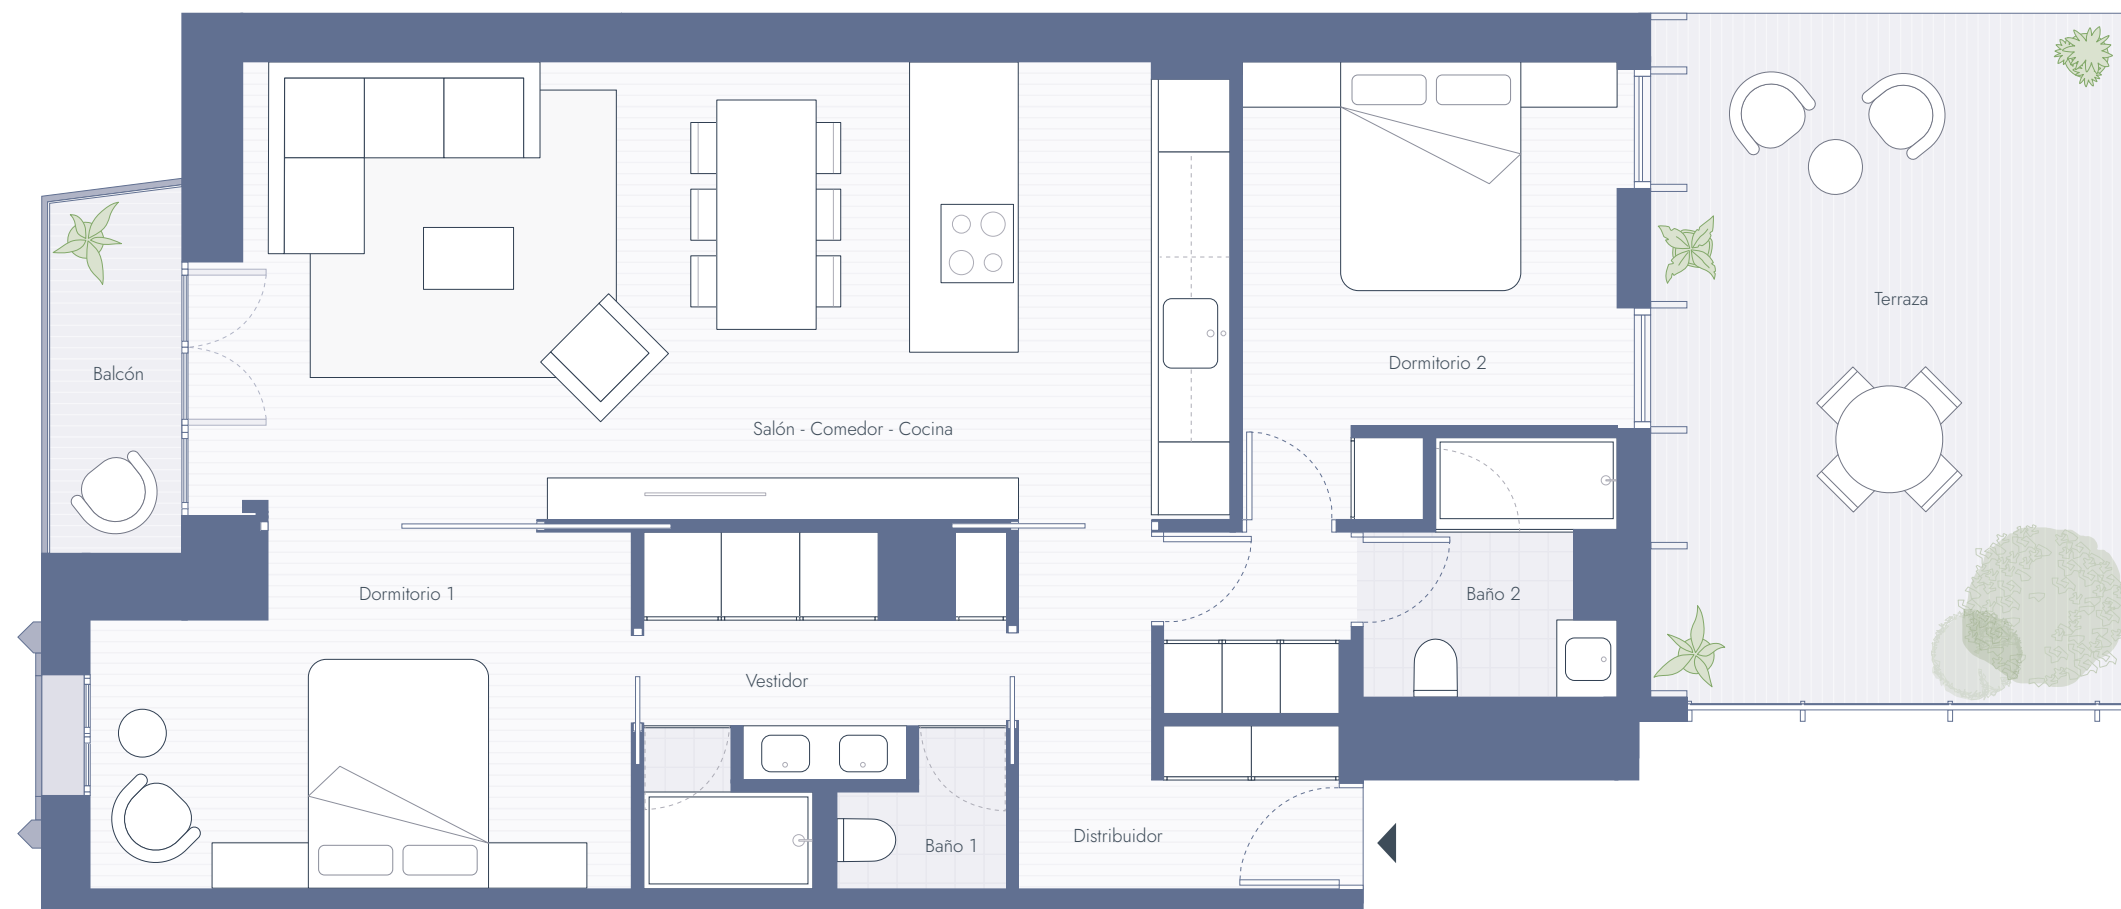 Terraza
Dormitorio 2
Balcón
Salón - Comedor - Cocina
Dormitorio 1
Baño 2
Vestidor
Distribuidor
Baño 1